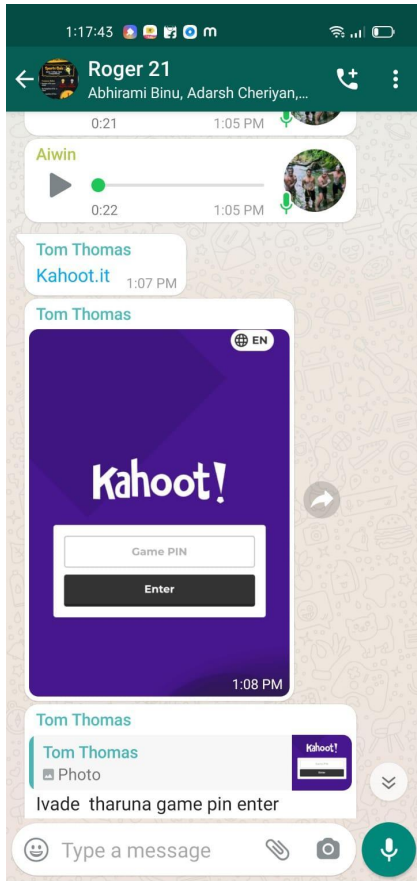 1:17:43
Roger 21
Abhirami Binu, Adarsh Cheriyan,...
0:21 1:05 PM
Aiwin
0:22 1:05 PM
Tom Thomas
Kahoot.it 1:07 PM
Tom Thomas
EN
Kahoot!
Game PIN
Enter
1:08 PM
Tom Thomas
Tom Thomas
Photo
Kahoot!
Ivade tharuna game pin enter
Type a message